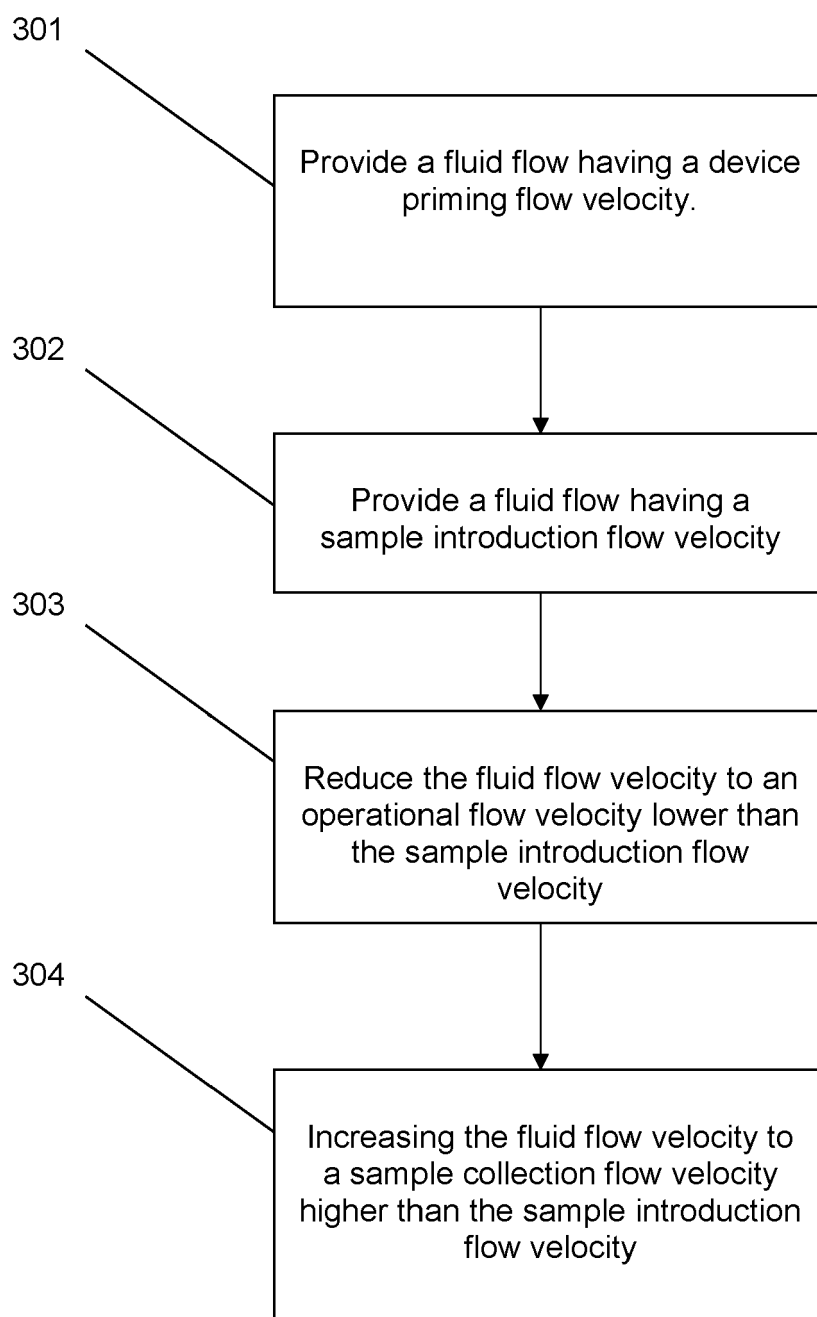 301
Provide a fluid flow having a device
priming flow velocity.
302
Provide a fluid flow having a
sample introduction flow velocity
303
Reduce the fluid flow velocity to an
operational flow velocity lower than
the sample introduction flow
velocity
304
Increasing the fluid flow velocity to
a sample collection flow velocity
higher than the sample introduction
flow velocity